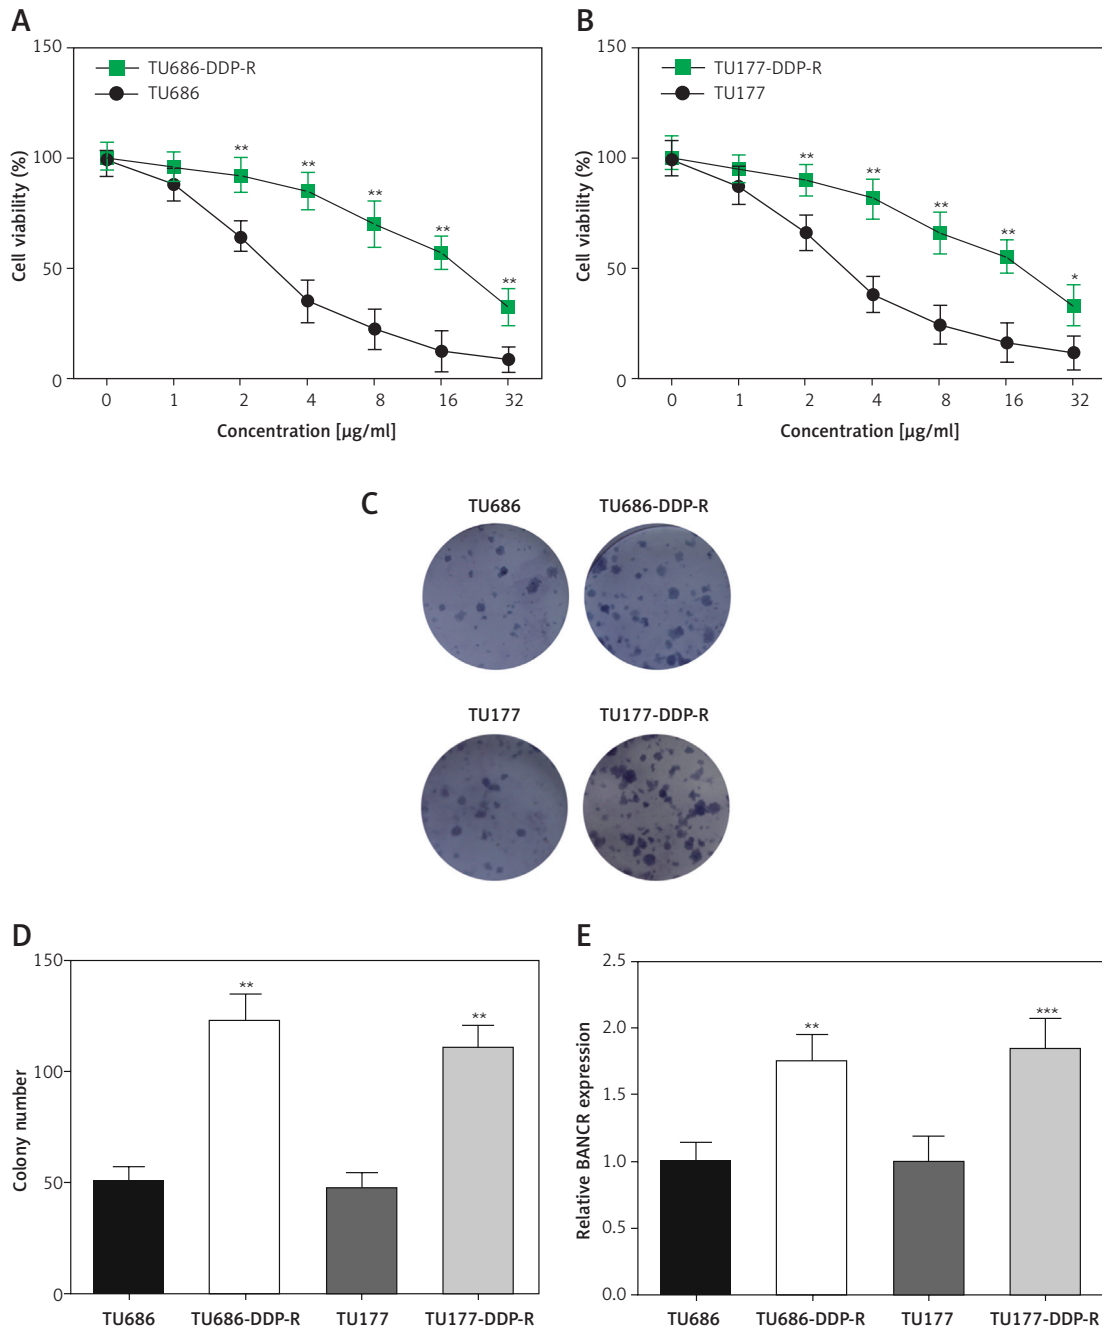 A
150
100
50
0
Cell viability (%)
TU686-DDP-R
TU686
**
**
**
**
**
0 1 2 4 8 16 32
Concentration [µg/ml]
B
150
100
50
0
Cell viability (%)
TU177-DDP-R
TU177
**
**
**
**
*
0 1 2 4 8 16 32
Concentration [µg/ml]
C
TU686 TU686-DDP-R
TU177 TU177-DDP-R
D
150
100
50
0
Colony number
**
**
TU686 TU686-DDP-R TU177 TU177-DDP-R
E
2.5
2.0
1.5
1.0
0.5
0.0
Relative BANCR expression
**
***
TU686 TU686-DDP-R TU177 TU177-DDP-R